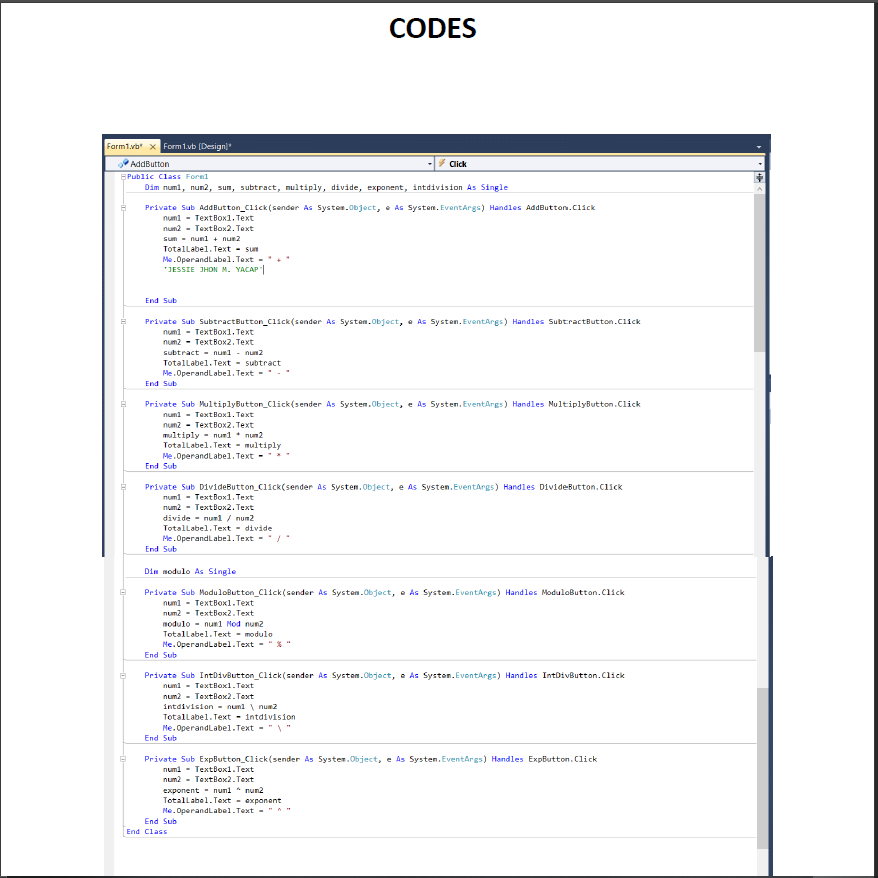 CODES
Form1.vb* × Form1.vb [Design]*
AddButton Click
Public Class Form1
Dim num1, num2, sum, subtract, multiply, divide, exponent, intdivision As Single
Private Sub AddButton_Click(sender As System.Object, e As System.EventArgs) Handles AddButton.Click
num1 = TextBox1.Text
num2 = TextBox2.Text
sum = num1 + num2
TotalLabel.Text = sum
Me.OperandLabel.Text = " + "
'JESSIE JHON M. YACAP'
End Sub
Private Sub SubtractButton_Click(sender As System.Object, e As System.EventArgs) Handles SubtractButton.Click
num1 = TextBox1.Text
num2 = TextBox2.Text
subtract = num1 - num2
TotalLabel.Text = subtract
Me.OperandLabel.Text = " - "
End Sub
Private Sub MultiplyButton_Click(sender As System.Object, e As System.EventArgs) Handles MultiplyButton.Click
num1 = TextBox1.Text
num2 = TextBox2.Text
multiply = num1 * num2
TotalLabel.Text = multiply
Me.OperandLabel.Text = " * "
End Sub
Private Sub DivideButton_Click(sender As System.Object, e As System.EventArgs) Handles DivideButton.Click
num1 = TextBox1.Text
num2 = TextBox2.Text
divide = num1 / num2
TotalLabel.Text = divide
Me.OperandLabel.Text = " / "
End Sub
Dim modulo As Single
Private Sub ModuloButton_Click(sender As System.Object, e As System.EventArgs) Handles ModuloButton.Click
num1 = TextBox1.Text
num2 = TextBox2.Text
modulo = num1 Mod num2
TotalLabel.Text = modulo
Me.OperandLabel.Text = " % "
End Sub
Private Sub IntDivButton_Click(sender As System.Object, e As System.EventArgs) Handles IntDivButton.Click
num1 = TextBox1.Text
num2 = TextBox2.Text
intdivision = num1 \ num2
TotalLabel.Text = intdivision
Me.OperandLabel.Text = " \ "
End Sub
Private Sub ExpButton_Click(sender As System.Object, e As System.EventArgs) Handles ExpButton.Click
num1 = TextBox1.Text
num2 = TextBox2.Text
exponent = num1 ^ num2
TotalLabel.Text = exponent
Me.OperandLabel.Text = " ^ "
End Sub
End Class